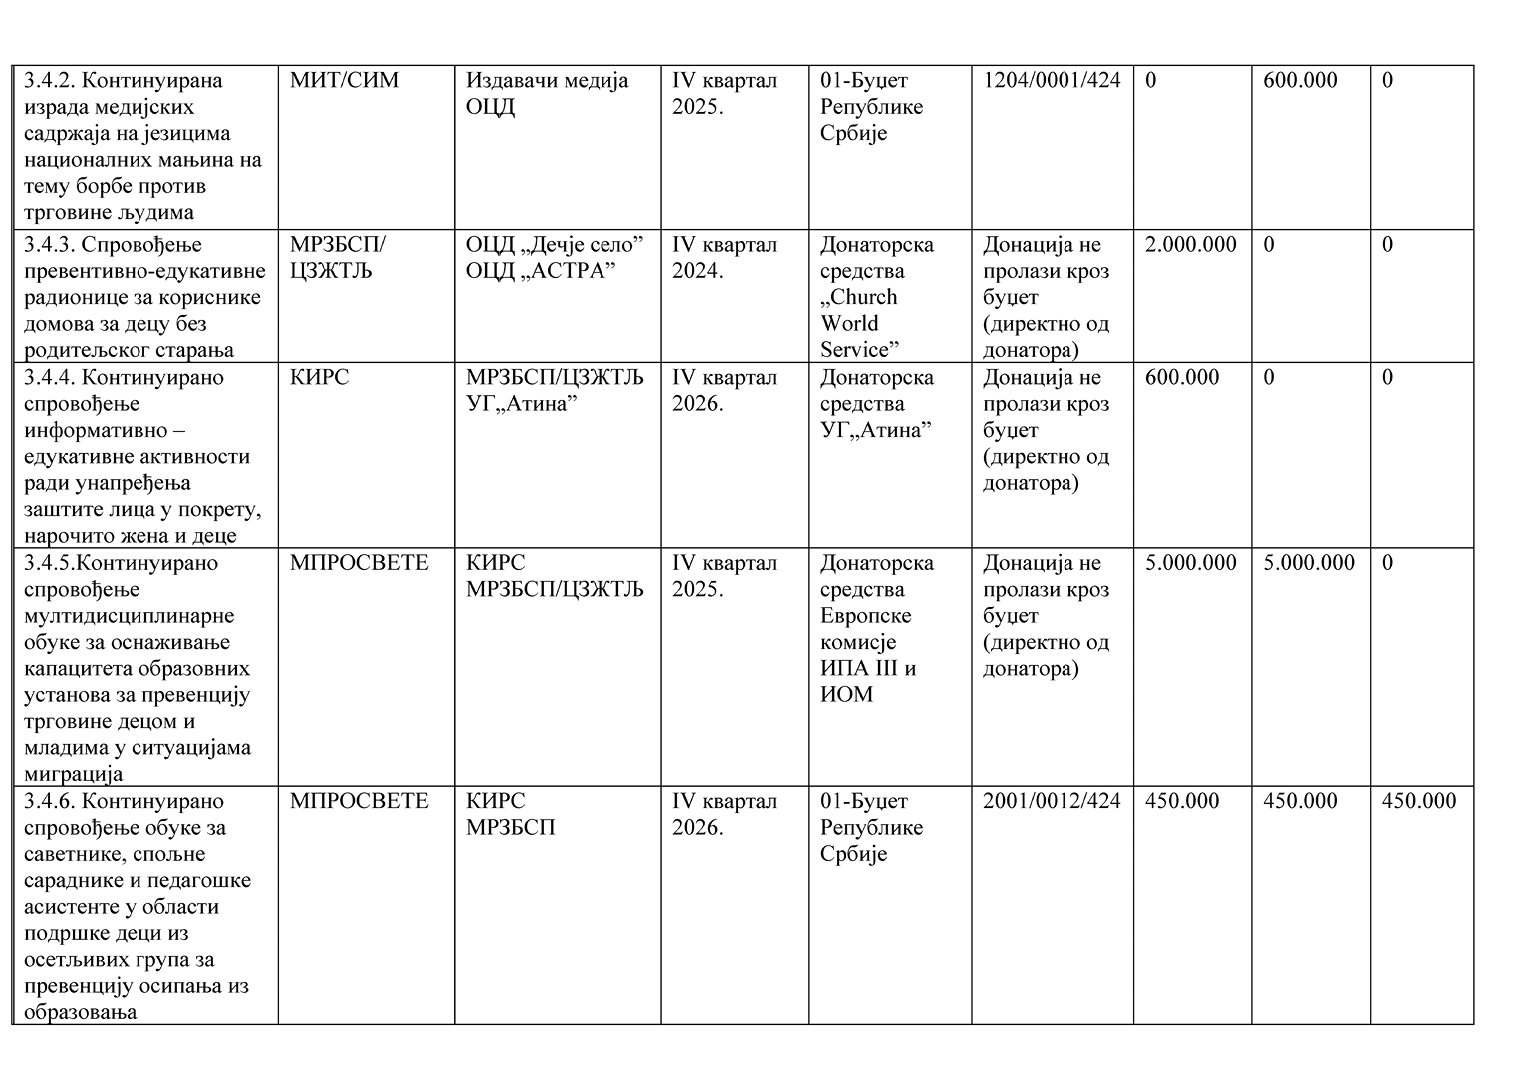 3.4.2. Континуирана
израда медијских
садржаја на језицима
националних мањина на
тему борбе против
трговине људима
МИТ/СИМ
Издавачи медија
ОЦД
IV квартал
2025.
01-Буџет
Републике
Србије
1204/0001/424
0
600.000
0
3.4.3. Спровођење
превентивно-едукативне
радионице за кориснике
домова за децу без
родитељског старања
МРЗБСП/
ЦЗЖТЉ
ОЦД „Дечје село”
ОЦД „АСТРА”
IV квартал
2024.
Донаторска
средства
„Church
World
Service”
Донација не
пролази кроз
буџет
(директно од
донатора)
2.000.000
0
0
3.4.4. Континуирано
спровођење
информативно –
едукативне активности
ради унапређења
заштите лица у покрету,
нарочито жена и деце
КИРС
МРЗБСП/ЦЗЖТЉ
УГ„Атина”
IV квартал
2026.
Донаторска
средства
УГ„Атина”
Донација не
пролази кроз
буџет
(директно од
донатора)
600.000
0
0
3.4.5.Континуирано
спровођење
мултидисциплинарне
обуке за оснаживање
капацитета образовних
установа за превенцију
трговине децом и
младима у ситуацијама
миграција
МПРОСВЕТЕ
КИРС
МРЗБСП/ЦЗЖТЉ
IV квартал
2025.
Донаторска
средства
Европске
комисје
ИПА III и
ИОМ
Донација не
пролази кроз
буџет
(директно од
донатора)
5.000.000
5.000.000
0
3.4.6. Континуирано
спровођење обуке за
саветнике, спољне
сараднике и педагошке
асистенте у области
подршке деци из
осетљивих група за
превенцију осипања из
образовања
МПРОСВЕТЕ
КИРС
МРЗБСП
IV квартал
2026.
01-Буџет
Републике
Србије
2001/0012/424
450.000
450.000
450.000